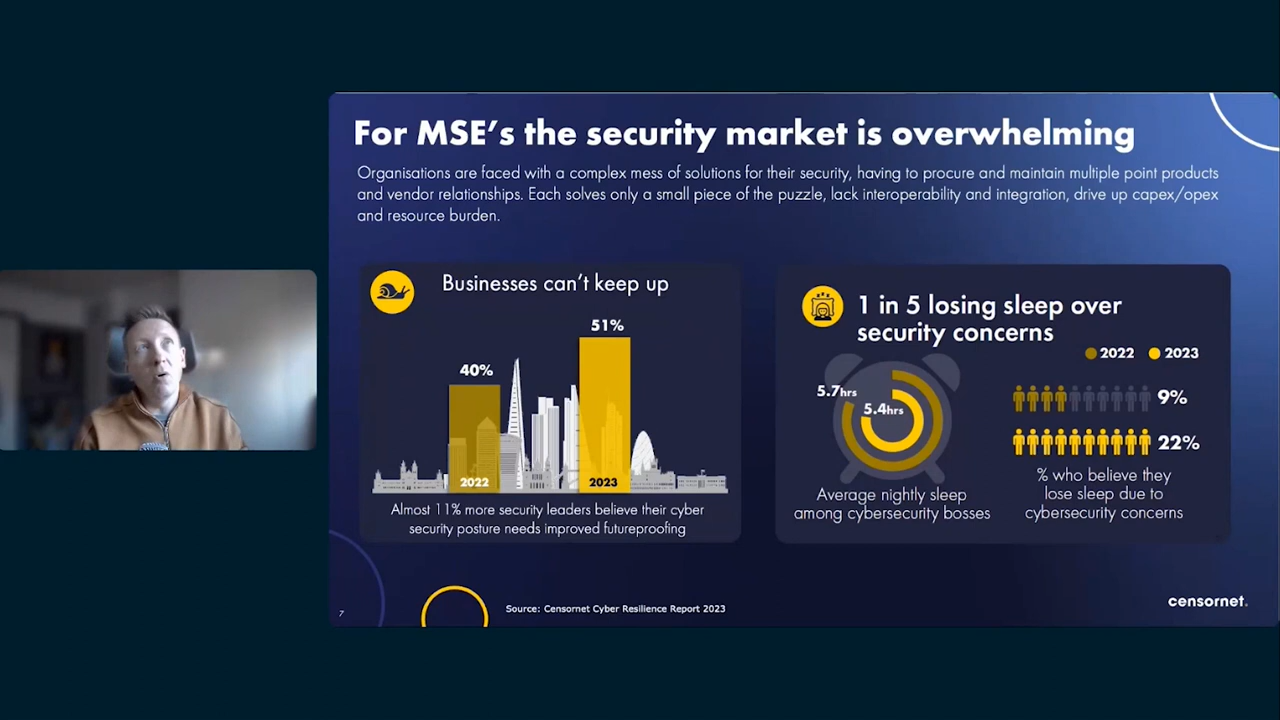 For MSE's the security market is overwhelming
Organisations are faced with a complex mess of solutions for their security, having to procure and maintain multiple point products
and vendor relationships. Each solves only a small piece of the puzzle, lack interoperability and integration, drive up capex/opex
and resource burden.
Businesses can't keep up
40%
51%
2022
2023
Almost 11% more security leaders believe their cyber
security posture needs improved futureproofing
1 in 5 losing sleep over
security concerns
2022 2023
5.7hrs
5.4hrs
Average nightly sleep
among cybersecurity bosses
9%
22%
% who believe they
lose sleep due to
cybersecurity concerns
7
Source: Censornet Cyber Resilience Report 2023
censornet.